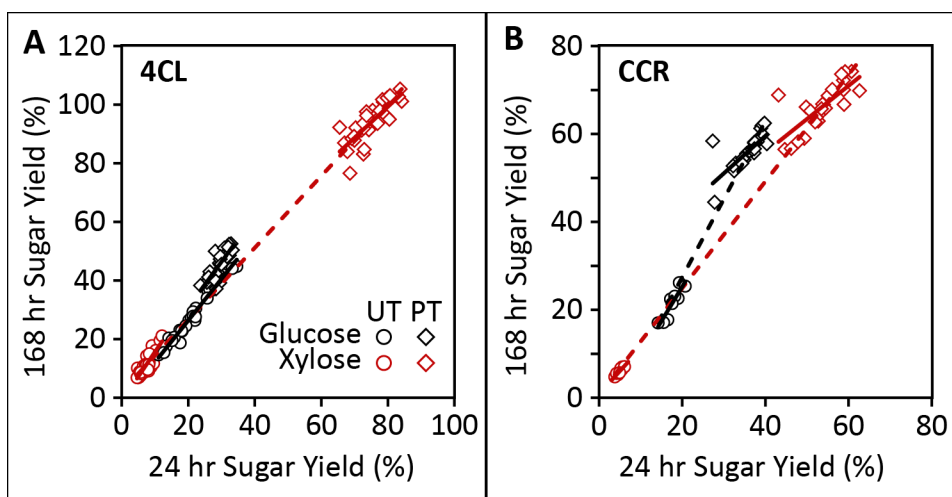 A
4CL
168 hr Sugar Yield (%)
120
100
80
60
40
20
0
0 20 40 60 80 100
24 hr Sugar Yield (%)
UT PT
Glucose
Xylose
B
CCR
168 hr Sugar Yield (%)
80
60
40
20
0
0 20 40 60 80
24 hr Sugar Yield (%)